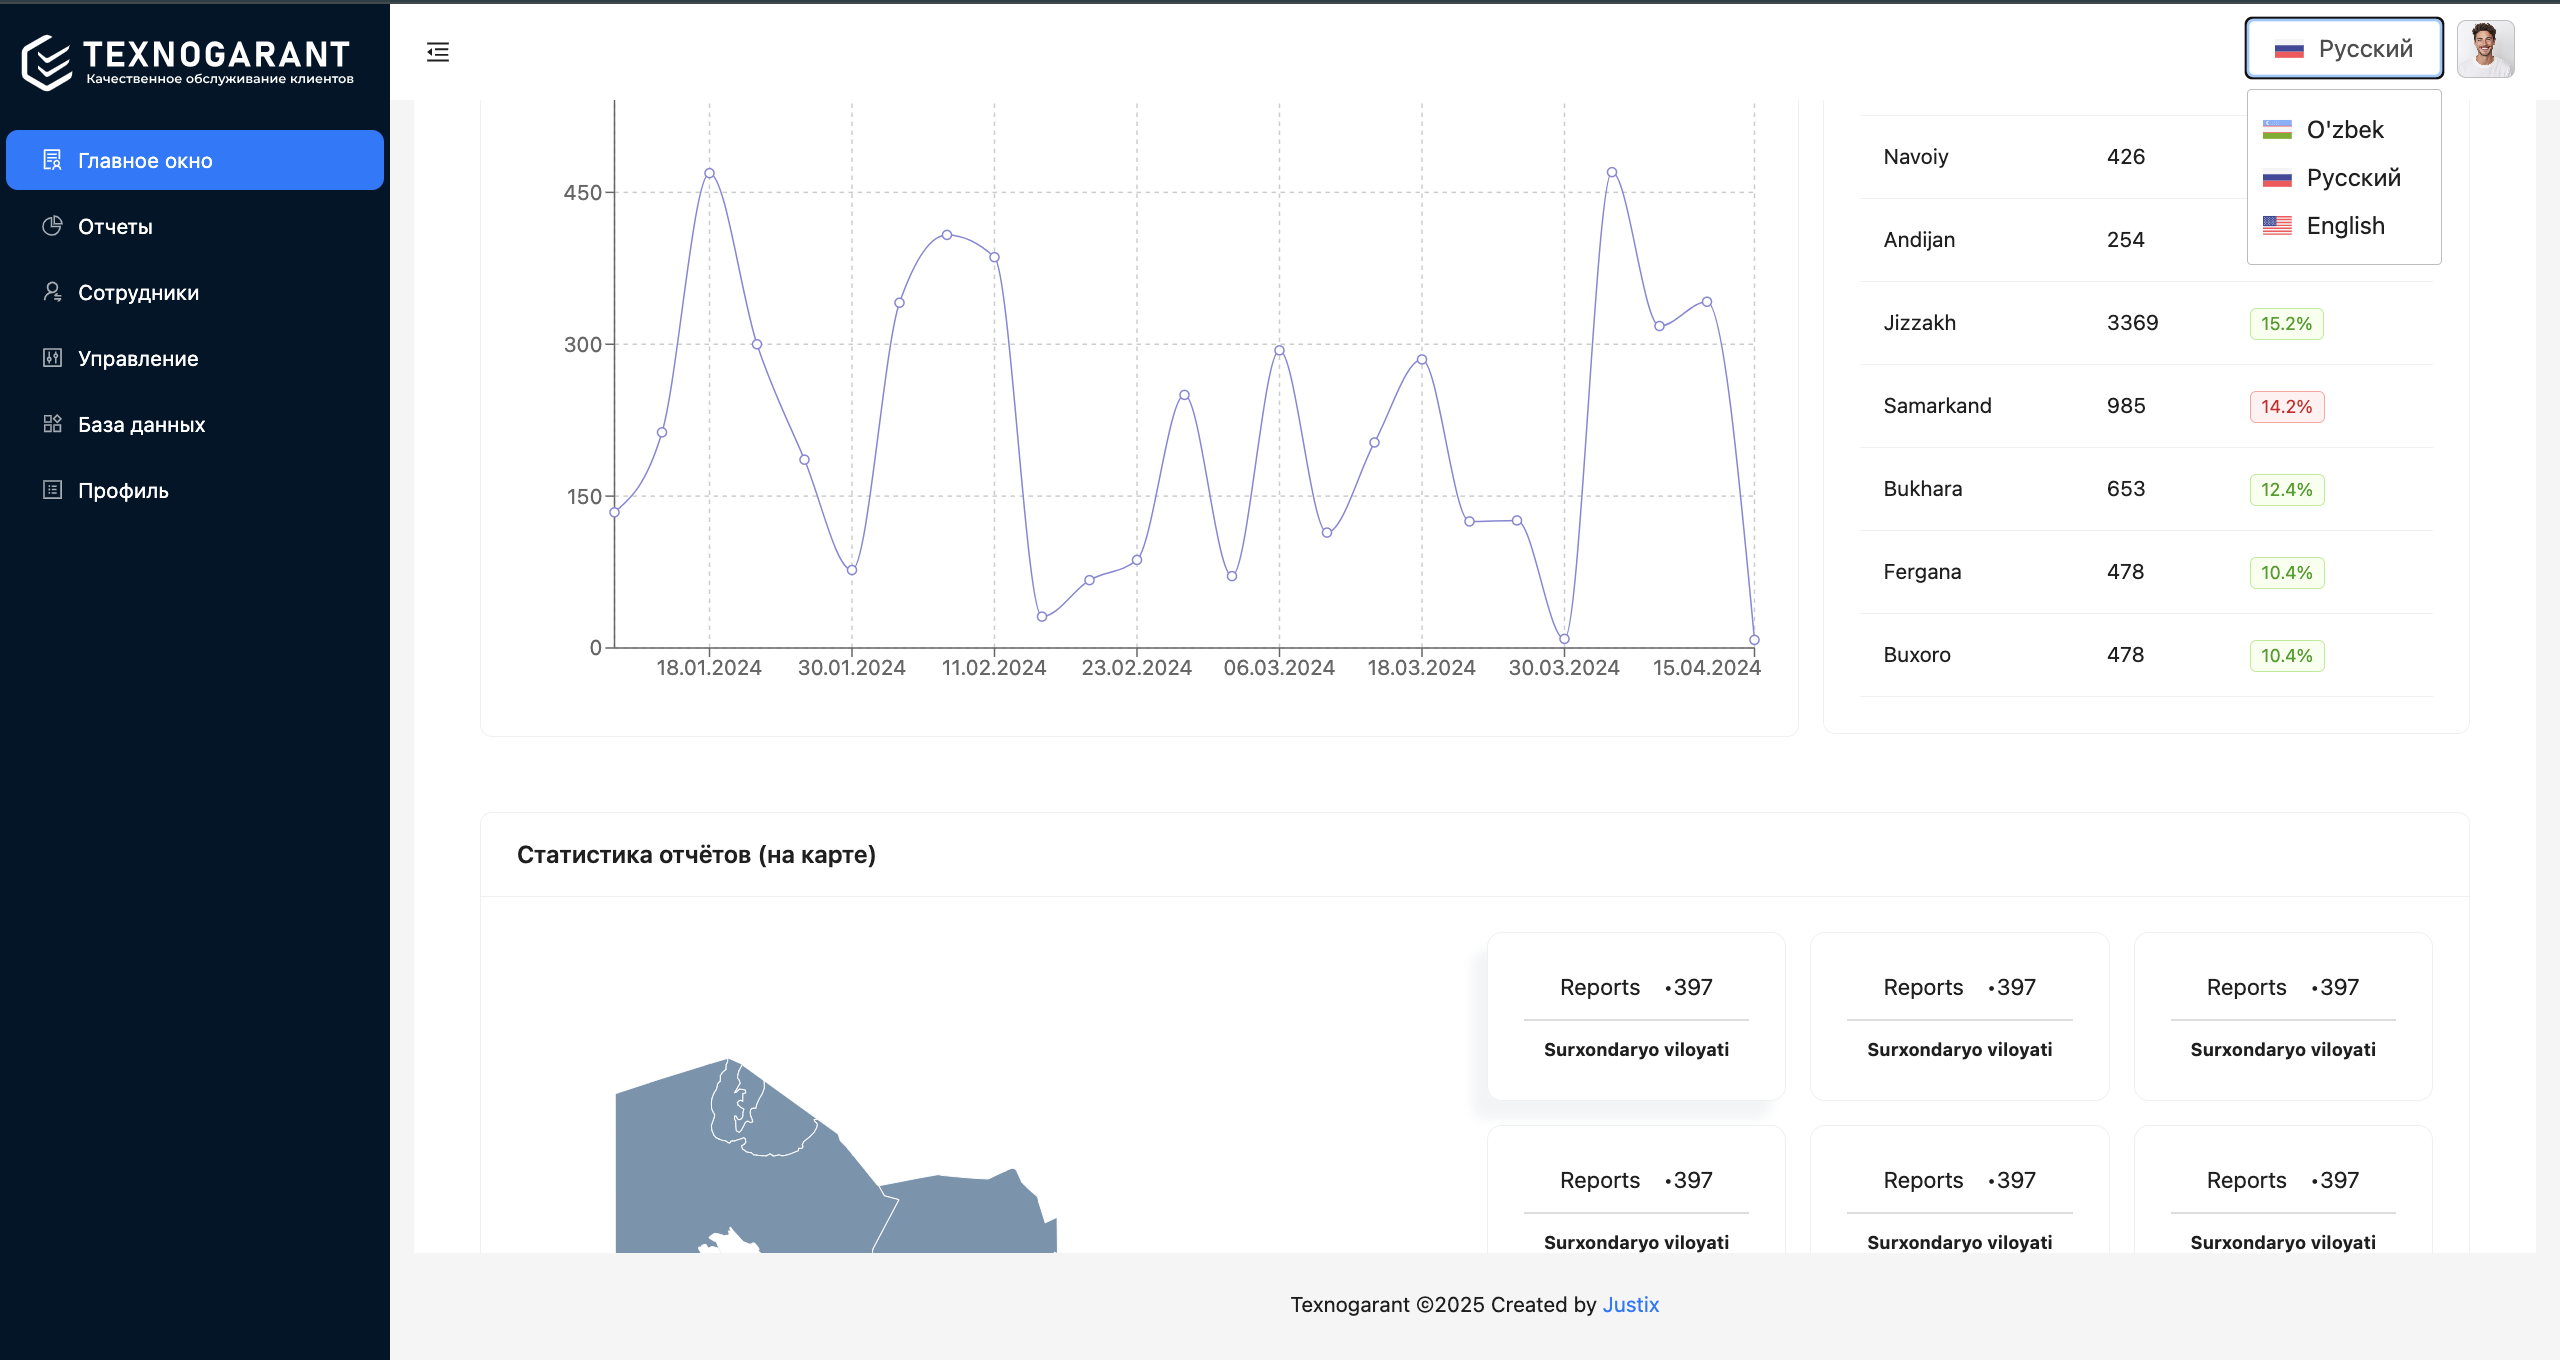 TEXNOGARANT
Качественное обслуживание клиентов
Главное окно
Отчеты
Сотрудники
Управление
База данных
Профиль
Русский
O'zbek
Русский
English
450
300
150
0
18.01.2024
30.01.2024
11.02.2024
23.02.2024
06.03.2024
18.03.2024
30.03.2024
15.04.2024
Navoiy 426
Andijan 254
Jizzakh 3369 15.2%
Samarkand 985 14.2%
Bukhara 653 12.4%
Fergana 478 10.4%
Buxoro 478 10.4%
Статистика отчётов (на карте)
Reports •397
Surxondaryo viloyati
Reports •397
Surxondaryo viloyati
Reports •397
Surxondaryo viloyati
Reports •397
Surxondaryo viloyati
Reports •397
Surxondaryo viloyati
Reports •397
Surxondaryo viloyati
Texnogarant ©2025 Created by Justix